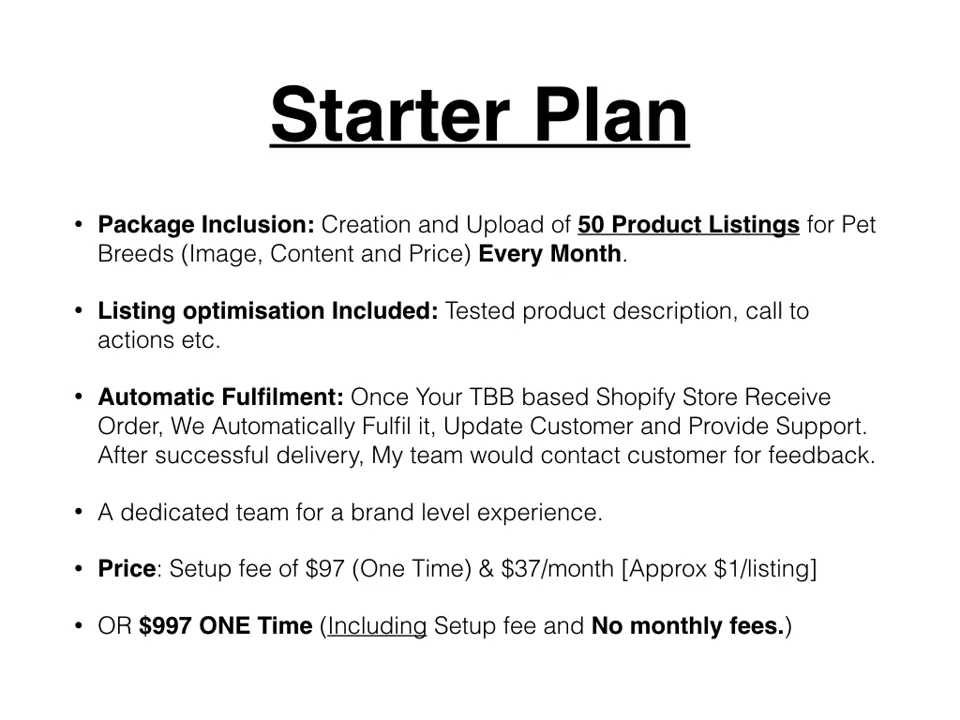 Starter Plan
• Package Inclusion: Creation and Upload of 50 Product Listings for Pet
Breeds (Image, Content and Price) Every Month.
• Listing optimisation Included: Tested product description, call to
actions etc.
• Automatic Fulfilment: Once Your TBB based Shopify Store Receive
Order, We Automatically Fulfil it, Update Customer and Provide Support.
After successful delivery, My team would contact customer for feedback.
• A dedicated team for a brand level experience.
• Price: Setup fee of $97 (One Time) & $37/month [Approx $1/listing]
• OR $997 ONE Time (Including Setup fee and No monthly fees.)